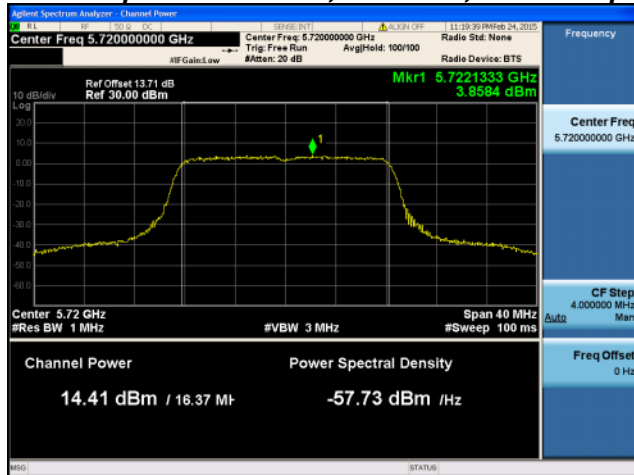 Agilent Spectrum Analyzer - Channel Power
RL RF 50 Ω DC SENSE:INT ALIGN OFF 11:19:39 PM Feb 24, 2015
Center Freq 5.720000000 GHz Center Freq: 5.720000000 GHz Radio Std: None Frequency
Trig: Free Run Avg|Hold: 100/100
#IFGain:Low #Atten: 20 dB Radio Device: BTS
Mkr1 5.7221333 GHz
Ref Offset 13.71 dB
10 dB/div Ref 30.00 dBm 3.8584 dBm
Log
20.0
10.0
0.00
-10.0
-20.0
-30.0
-40.0
-50.0
-60.0
1
Center Freq
5.720000000 GHz
Center 5.72 GHz Span 40 MHz
#Res BW 1 MHz #VBW 3 MHz #Sweep 100 ms
CF Step
4.000000 MHz
Auto Man
Channel Power Power Spectral Density
14.41 dBm / 16.37 MH -57.73 dBm /Hz
Freq Offset
0 Hz
MSG STATUS